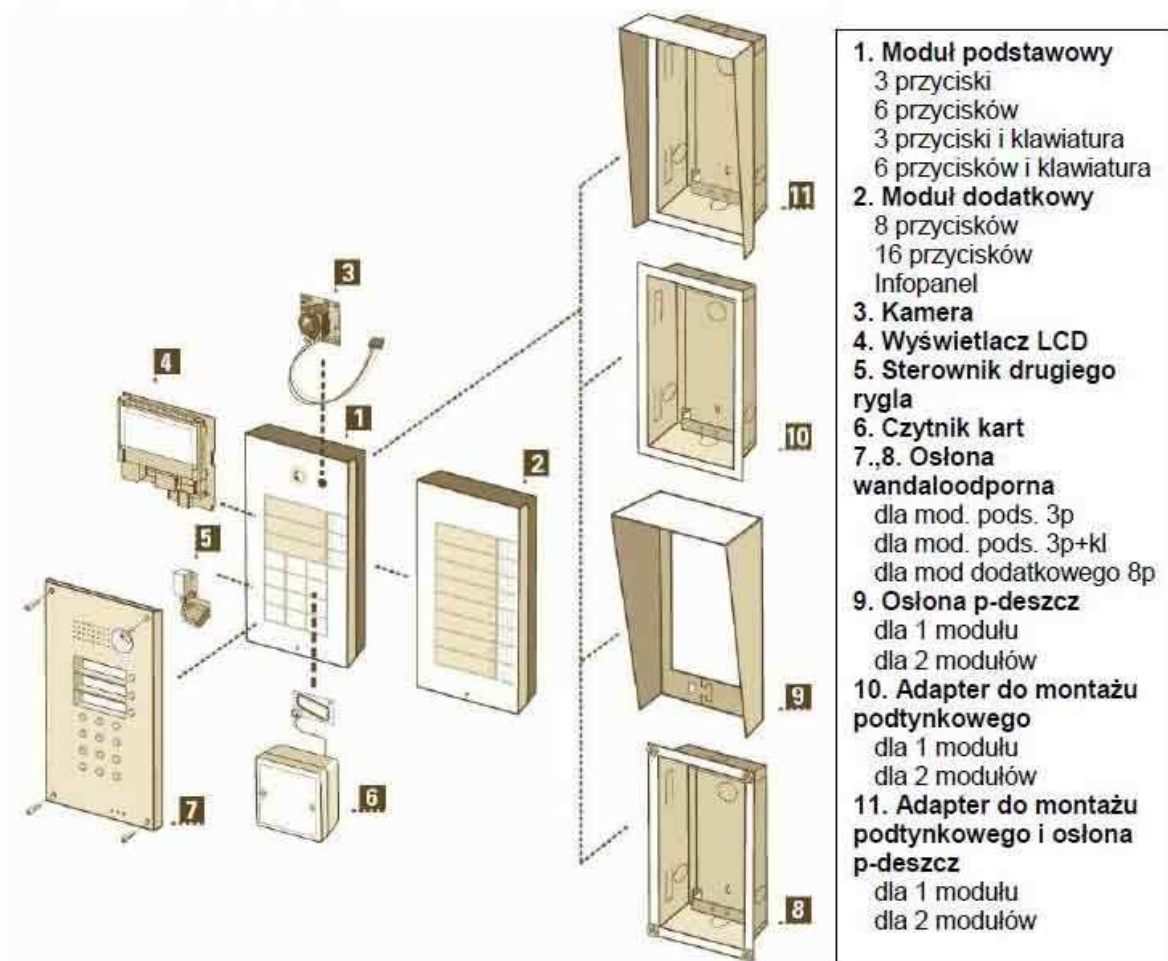 11
3
4
1
10
2
5
9
6
7
8
1. Moduł podstawowy
3 przyciski
6 przycisków
3 przyciski i klawiatura
6 przycisków i klawiatura
2. Moduł dodatkowy
8 przycisków
16 przycisków
Infopanel
3. Kamera
4. Wyświetlacz LCD
5. Sterownik drugiego
rygla
6. Czytnik kart
7.,8. Osłona
wandaloodporna
dla mod. pods. 3p
dla mod. pods. 3p+kl
dla mod dodatkowego 8p
9. Osłona p-deszcz
dla 1 modułu
dla 2 modułów
10. Adapter do montażu
podtynkowego
dla 1 modułu
dla 2 modułów
11. Adapter do montażu
podtynkowego i osłona
p-deszcz
dla 1 modułu
dla 2 modułów